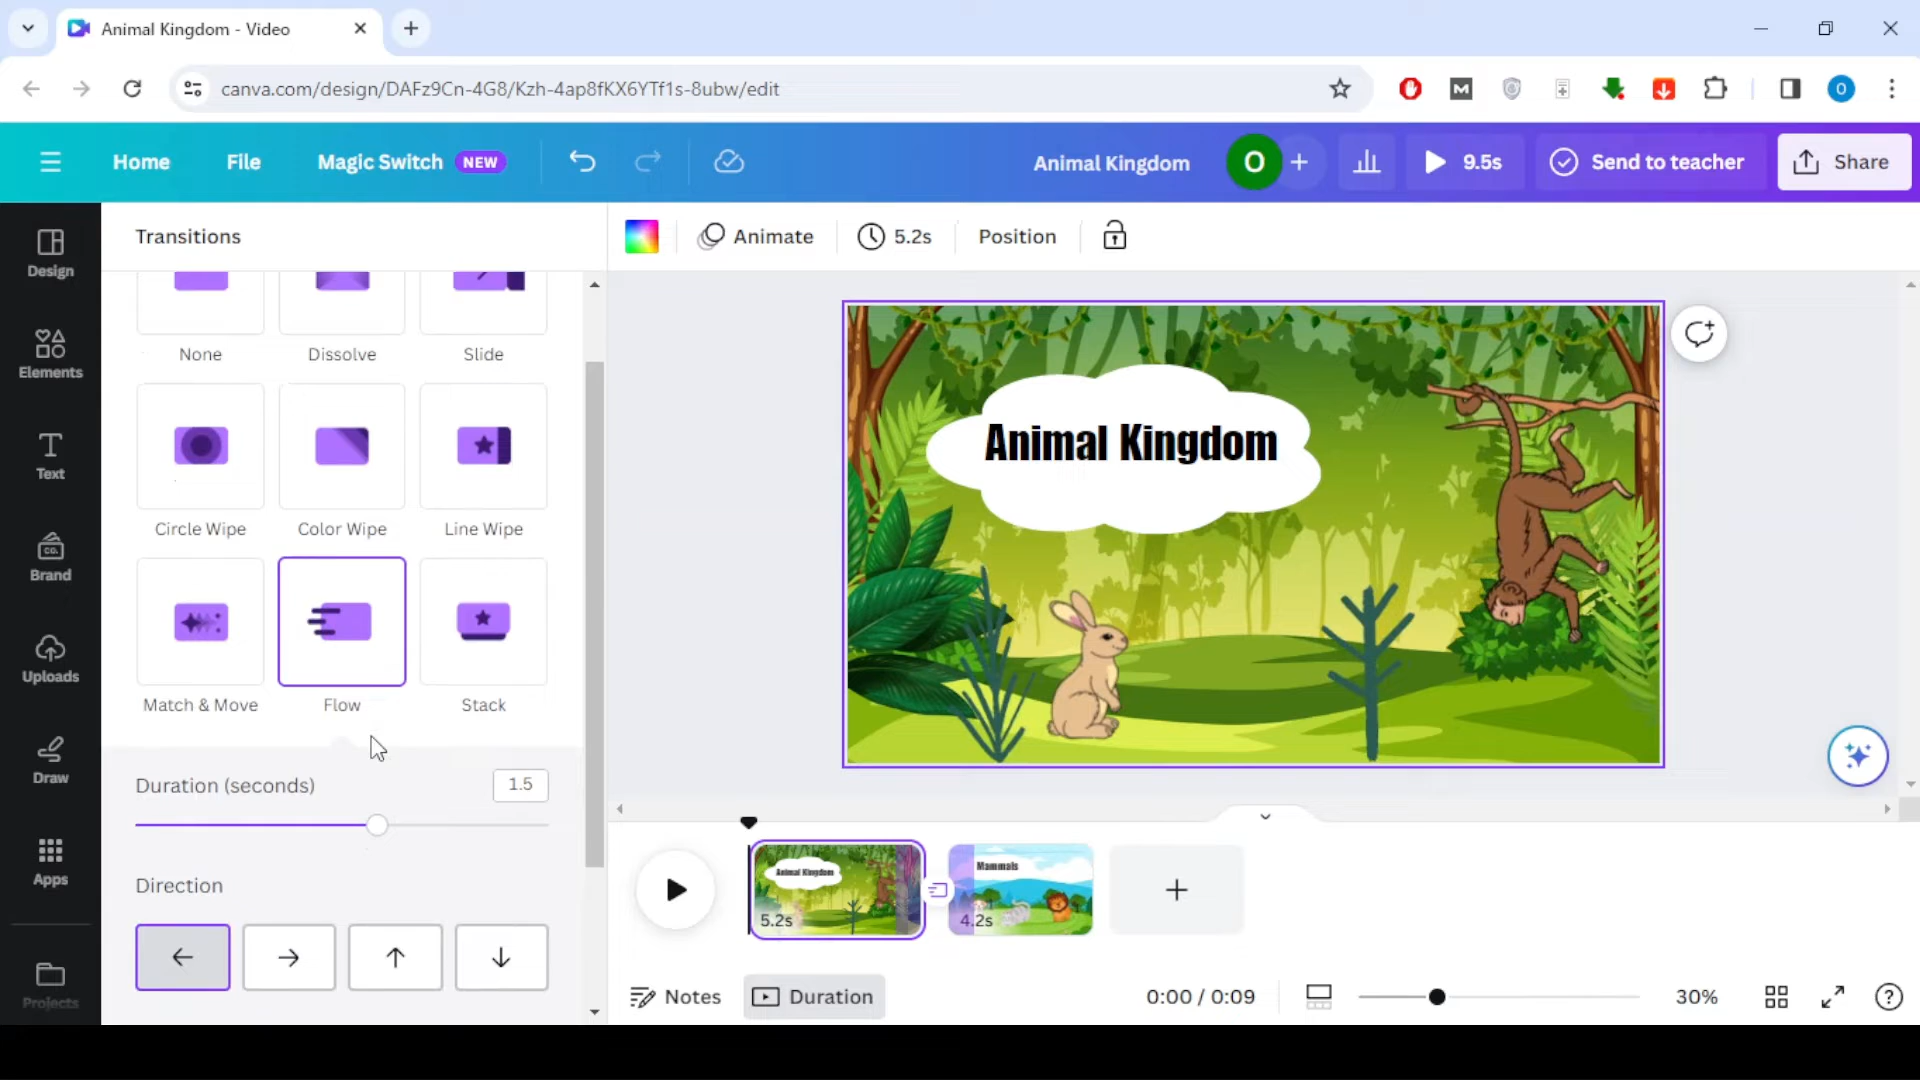 Animal Kingdom - Video
canva.com/design/DAFz9Cn-4G8/Kzh-4ap8fKX6YTf1s-8ubw/edit
M
O
Home
File
Magic Switch NEW
Animal Kingdom
O
9.5s
Send to teacher
Share
Design
Elements
Text
CO.
Brand
Uploads
Draw
Apps
Projects
Transitions
None
Dissolve
Slide
Circle Wipe
Color Wipe
Line Wipe
Match & Move
Flow
Stack
Duration (seconds)
1.5
Direction
Animate
5.2s
Position
Animal Kingdom
Animal Kingdom
5.2s
Mammals
4.2s
Notes
Duration
0:00 / 0:09
30%